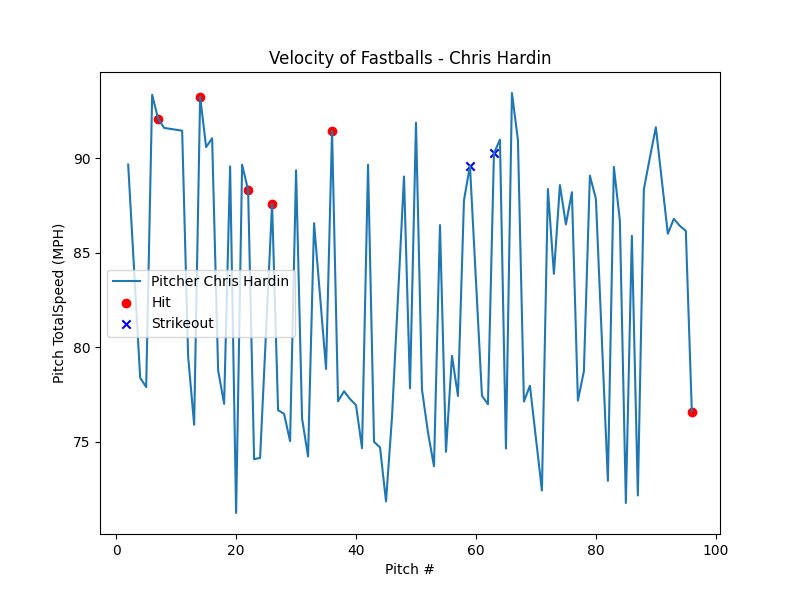 Velocity of Fastballs - Chris Hardin
Pitch TotalSpeed (MPH)
90
85
80
75
Pitcher Chris Hardin
Hit
Strikeout
0 20 40 60 80 100
Pitch #